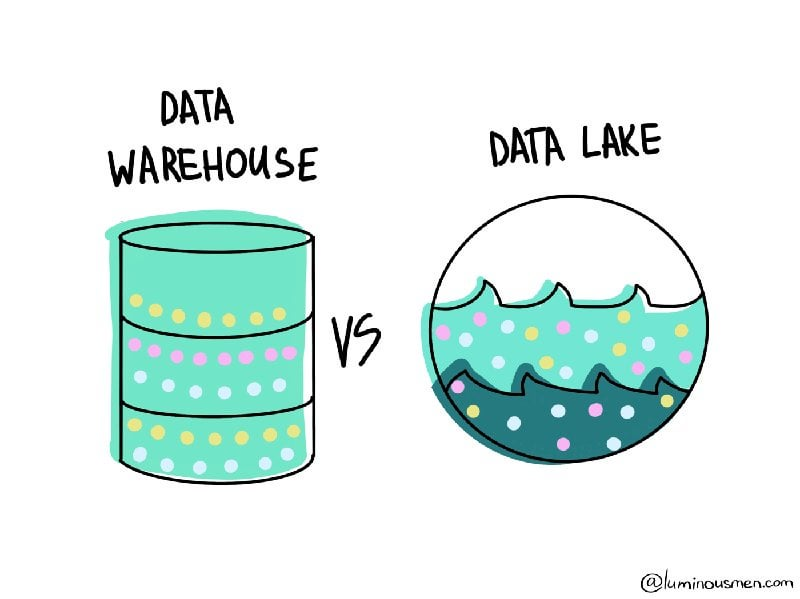 DATA
WAREHOUSE
DATA LAKE
VS
@luminousmen.com